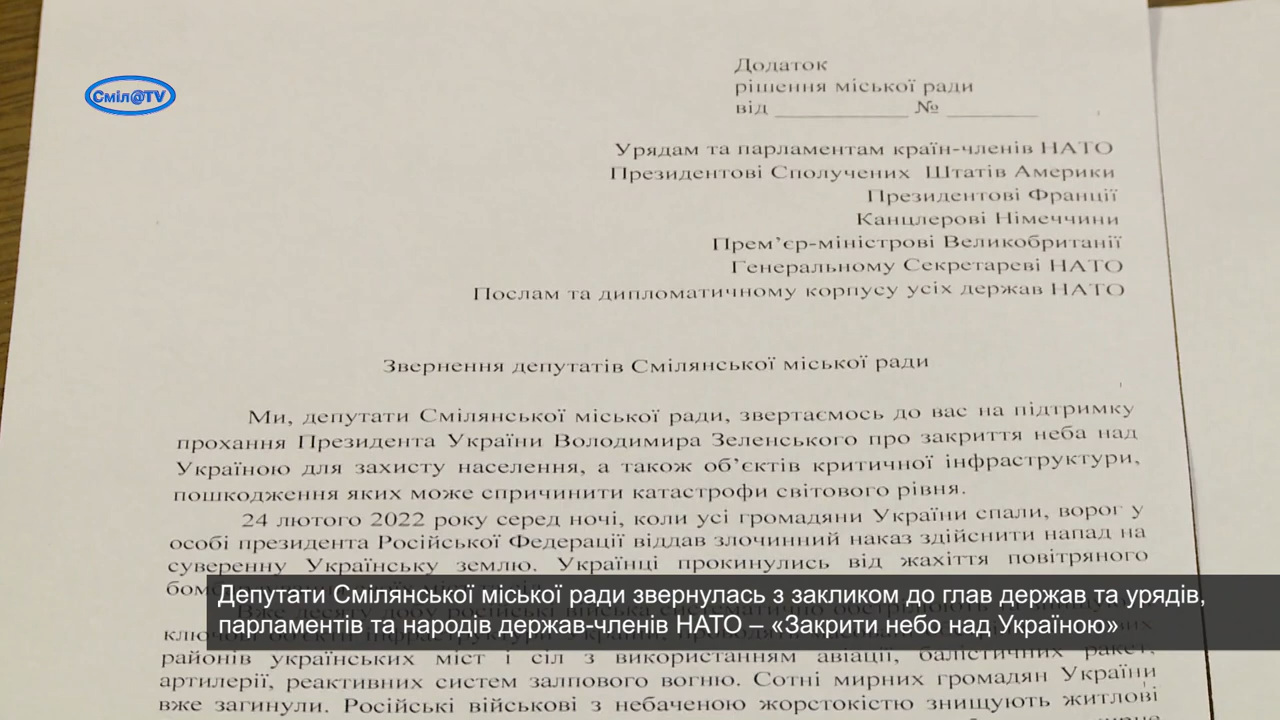 Сміл@TV
Додаток
рішення міської ради
від ____________ № ________
Урядам та парламентам країн-членів НАТО
Президентові Сполучених Штатів Америки
Президентові Франції
Канцлерові Німеччини
Прем’єр-міністрові Великобританії
Генеральному Секретареві НАТО
Послам та дипломатичному корпусу усіх держав НАТО
Звернення депутатів Смілянської міської ради
Ми, депутати Смілянської міської ради, звертаємось до вас на підтримку
прохання Президента України Володимира Зеленського про закриття неба над
Україною для захисту населення, а також об’єктів критичної інфраструктури,
пошкодження яких може спричинити катастрофи світового рівня.
24 лютого 2022 року серед ночі, коли усі громадяни України спали, ворог у
особі президента Російської Федерації віддав злочинний наказ здійснити напад на
суверенну Українську землю. Українці прокинулись від жахіття повітряного
Депутати Смілянської міської ради звернулась з закликом до глав держав та урядів,
парламентів та народів держав-членів НАТО – «Закрити небо над Україною»
районів українських міст і сіл з використанням авіації, балістичних ракет,
артилерії, реактивних систем залпового вогню. Сотні мирних громадян України
вже загинули. Російські військові з небаченою жорстокістю знищують житлові